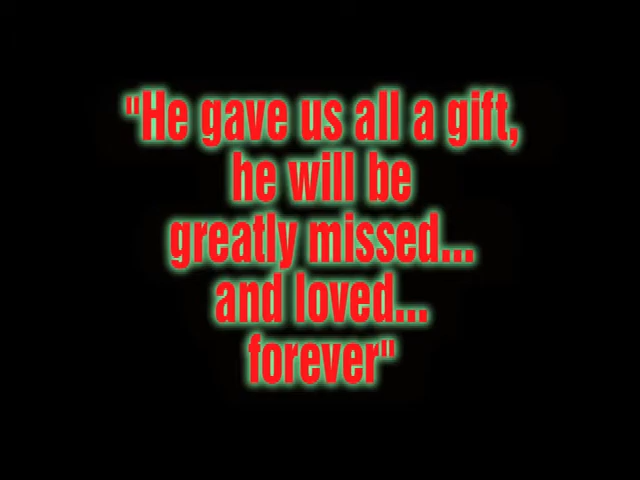 "He gave us all a gift,
he will be
greatly missed...
and loved...
forever"